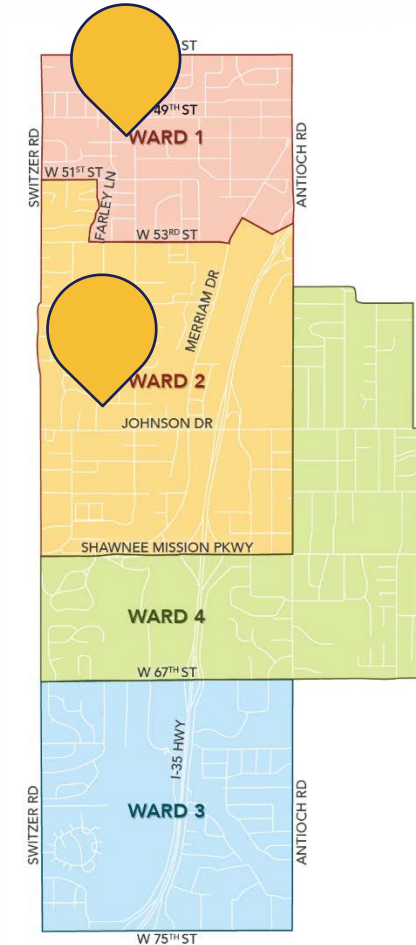 ST
49TH ST
WARD 1
SWITZER RD
ANTIOCH RD
W 51ST ST
FARLEY LN
W 53RD ST
MERRIAM DR
WARD 2
JOHNSON DR
SHAWNEE MISSION PKWY
WARD 4
W 67TH ST
I-35 HWY
SWITZER RD
WARD 3
ANTIOCH RD
W 75TH ST